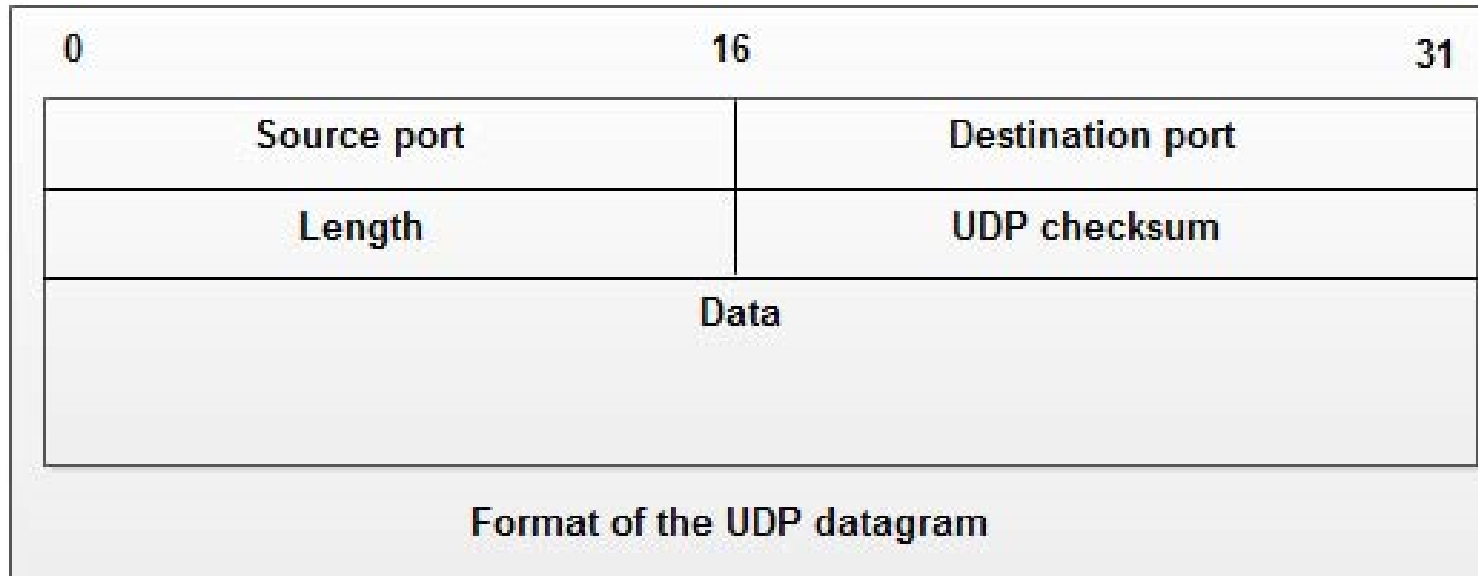 0 16 31
Source port Destination port
Length UDP checksum
Data
Format of the UDP datagram